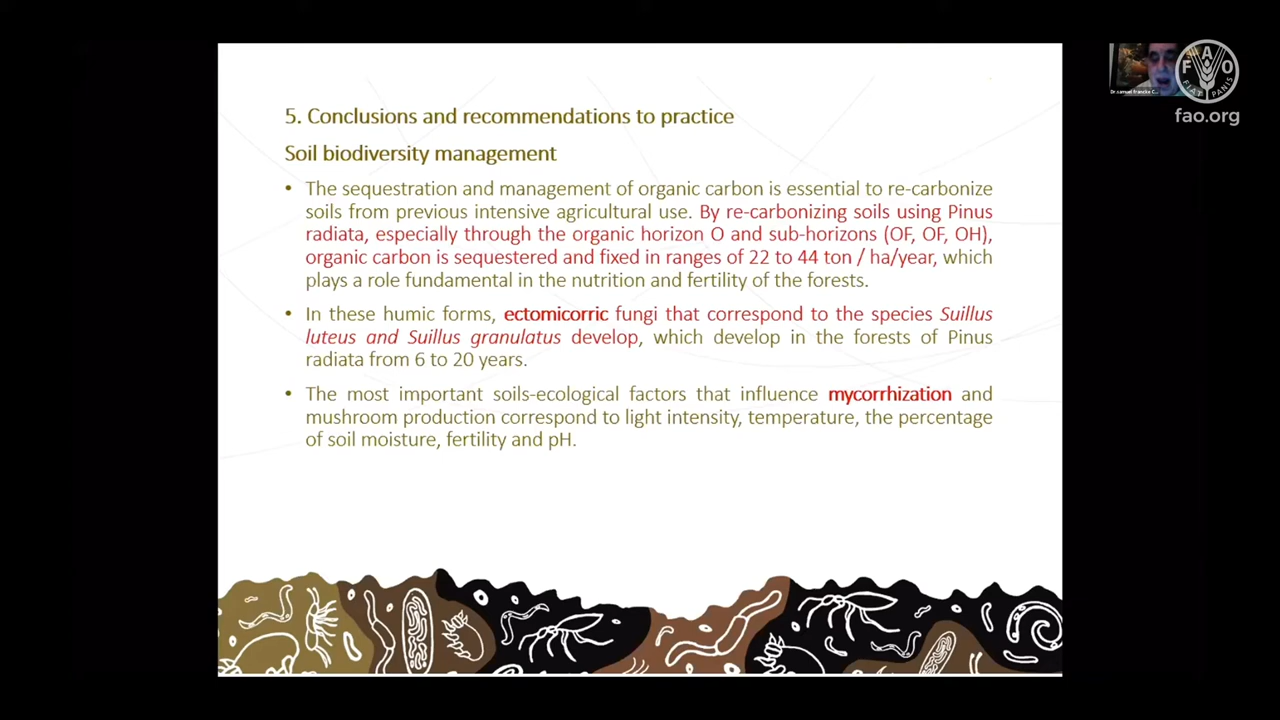 5. Conclusions and recommendations to practice
Soil biodiversity management
• The sequestration and management of organic carbon is essential to re-carbonize
soils from previous intensive agricultural use. By re-carbonizing soils using Pinus
radiata, especially through the organic horizon O and sub-horizons (OF, OF, OH),
organic carbon is sequestered and fixed in ranges of 22 to 44 ton / ha/year, which
plays a role fundamental in the nutrition and fertility of the forests.
• In these humic forms, ectomicorric fungi that correspond to the species Suillus
luteus and Suillus granulatus develop, which develop in the forests of Pinus
radiata from 6 to 20 years.
• The most important soils-ecological factors that influence mycorrhization and
mushroom production correspond to light intensity, temperature, the percentage
of soil moisture, fertility and pH.
F A O
FIAT PANIS
fao.org